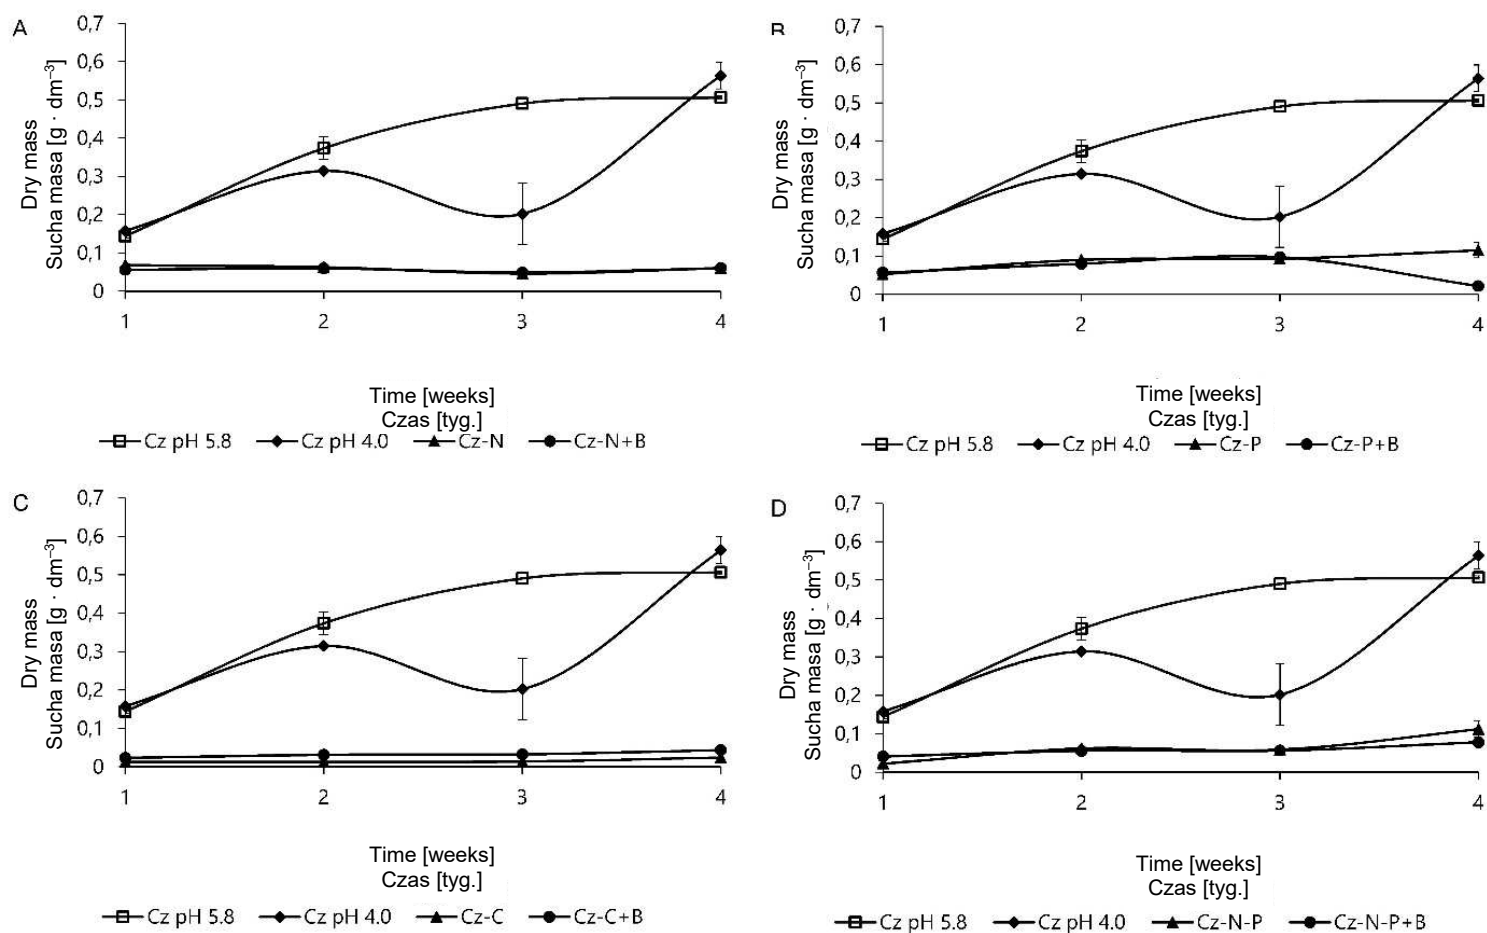 A
Dry mass
Sucha masa [g · dm⁻³]
0,7
0,6
0,5
0,4
0,3
0,2
0,1
0
1 2 3 4
Time [weeks]
Czas [tyg.]
Cz pH 5.8 Cz pH 4.0 Cz-N Cz-N+B
B
Dry mass
Sucha masa [g · dm⁻³]
0,7
0,6
0,5
0,4
0,3
0,2
0,1
0
1 2 3 4
Time [weeks]
Czas [tyg.]
Cz pH 5.8 Cz pH 4.0 Cz-P Cz-P+B
C
Dry mass
Sucha masa [g · dm⁻³]
0,7
0,6
0,5
0,4
0,3
0,2
0,1
0
1 2 3 4
Time [weeks]
Czas [tyg.]
Cz pH 5.8 Cz pH 4.0 Cz-C Cz-C+B
D
Dry mass
Sucha masa [g · dm⁻³]
0,7
0,6
0,5
0,4
0,3
0,2
0,1
0
1 2 3 4
Time [weeks]
Czas [tyg.]
Cz pH 5.8 Cz pH 4.0 Cz-N-P Cz-N-P+B